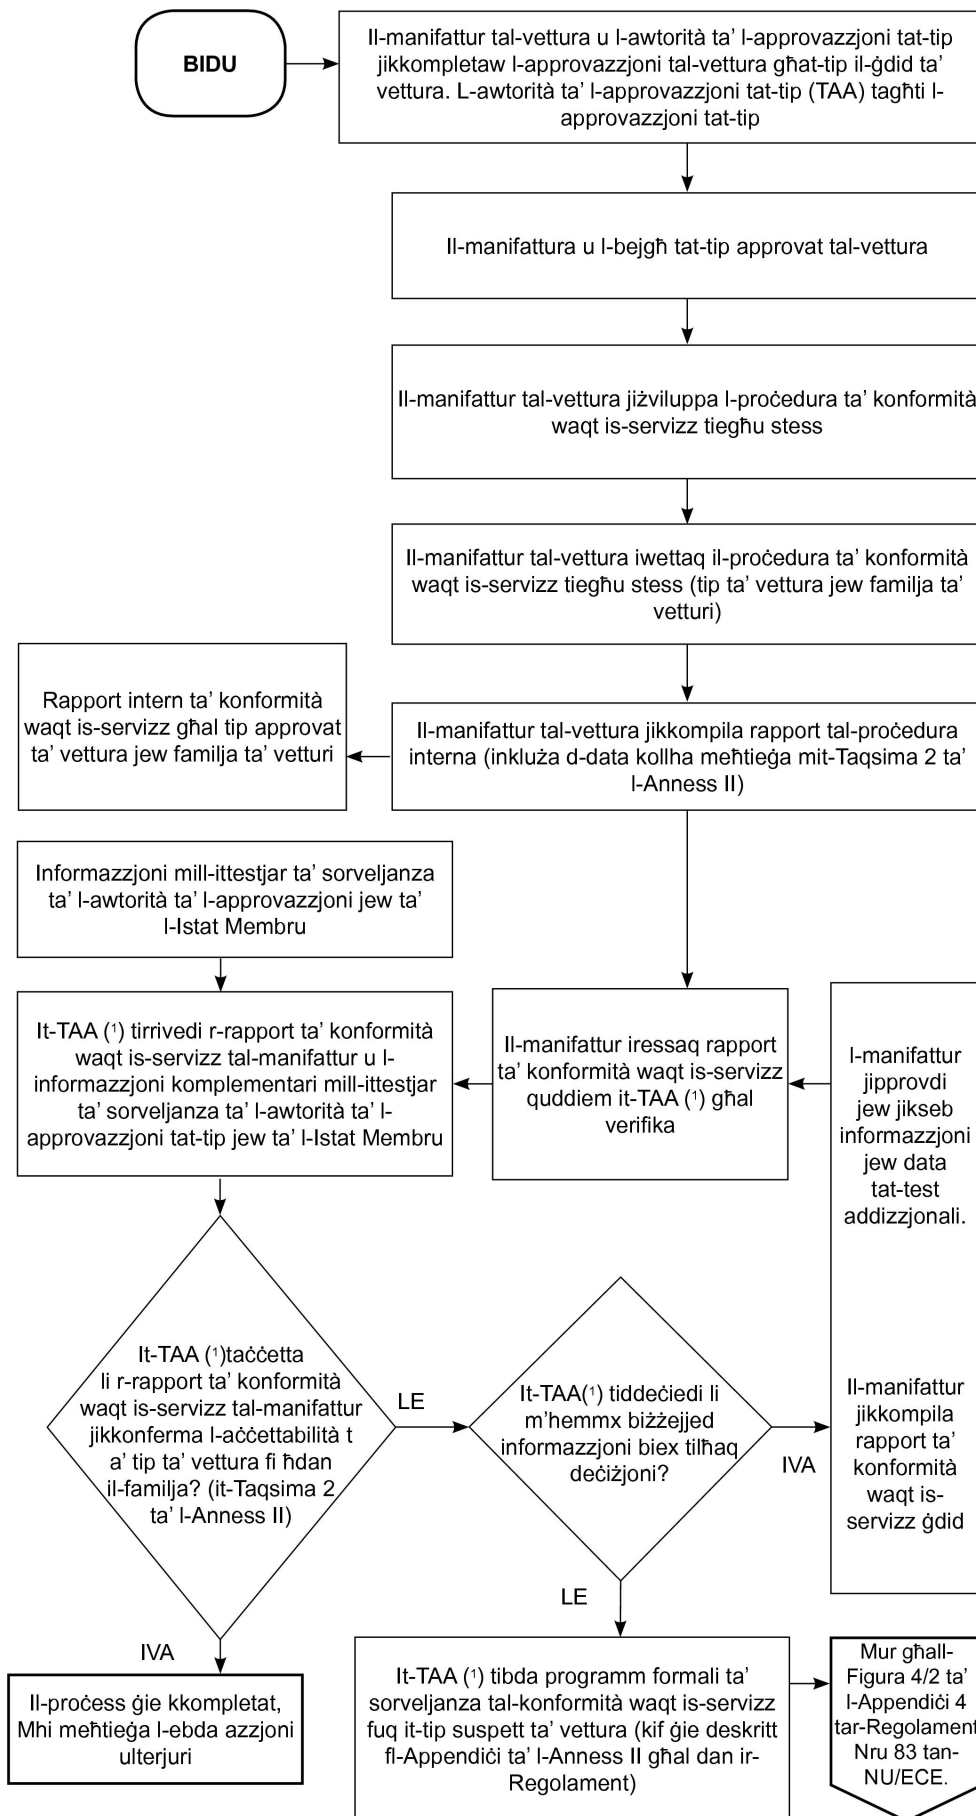 BIDU
Il-manifattur tal-vettura u l-awtorità ta' l-approvazzjoni tat-tip
jikkompletaw l-approvazzjoni tal-vettura għat-tip il-ġdid ta'
vettura. L-awtorità ta' l-approvazzjoni tat-tip (TAA) tagħti l-
approvazzjoni tat-tip
Il-manifattura u l-bejgħ tat-tip approvat tal-vettura
Il-manifattur tal-vettura jiżviluppa l-proċedura ta' konformità
waqt is-servizz tiegħu stess
Il-manifattur tal-vettura iwettaq il-proċedura ta' konformità
waqt is-servizz tiegħu stess (tip ta' vettura jew familja ta'
vetturi)
Rapport intern ta' konformità
waqt is-servizz għal tip approvat
ta' vettura jew familja ta' vetturi
Il-manifattur tal-vettura jikkompila rapport tal-proċedura
interna (inkluża d-data kollha meħtieġa mit-Taqsima 2 ta'
l-Anness II)
Informazzjoni mill-ittestjar ta' sorveljanza
ta' l-awtorità ta' l-approvazzjoni jew ta'
l-Istat Membru
It-TAA (¹) tirrivedi r-rapport ta' konformità
waqt is-servizz tal-manifattur u l-
informazzjoni komplementari mill-ittestjar
ta' sorveljanza ta' l-awtorità ta' l-
approvazzjoni tat-tip jew ta' l-Istat Membru
Il-manifattur iressaq rapport
ta' konformità waqt is-servizz
quddiem it-TAA (¹) għal
verifika
l-manifattur
jipprovdi
jew jikseb
informazzjoni
jew data
tat-test
addizzjonali.
Il-manifattur
jikkompila
rapport ta'
konformità
waqt is-
servizz ġdid
It-TAA (¹)taċċetta
li r-rapport ta' konformità
waqt is-servizz tal-manifattur
jikkonferma l-aċċettabilità t
a' tip ta' vettura fi ħdan
il-familja? (it-Taqsima 2
ta' l-Anness II)
LE
It-TAA(¹) tiddeċiedi li
m'hemmx biżżejjed
informazzjoni biex tilħaq
deċiżjoni?
IVA
LE
IVA
Il-proċess ġie kkompletat,
Mhi meħtieġa l-ebda azzjoni
ulterjuri
It-TAA (¹) tibda programm formali ta'
sorveljanza tal-konformità waqt is-servizz
fuq it-tip suspett ta' vettura (kif ġie deskritt
fl-Appendiċi ta' l-Anness II għal dan ir-
Regolament)
Mur għall-
Figura 4/2 ta'
l-Appendiċi 4
tar-Regolament
Nru 83 tan-
NU/ECE.